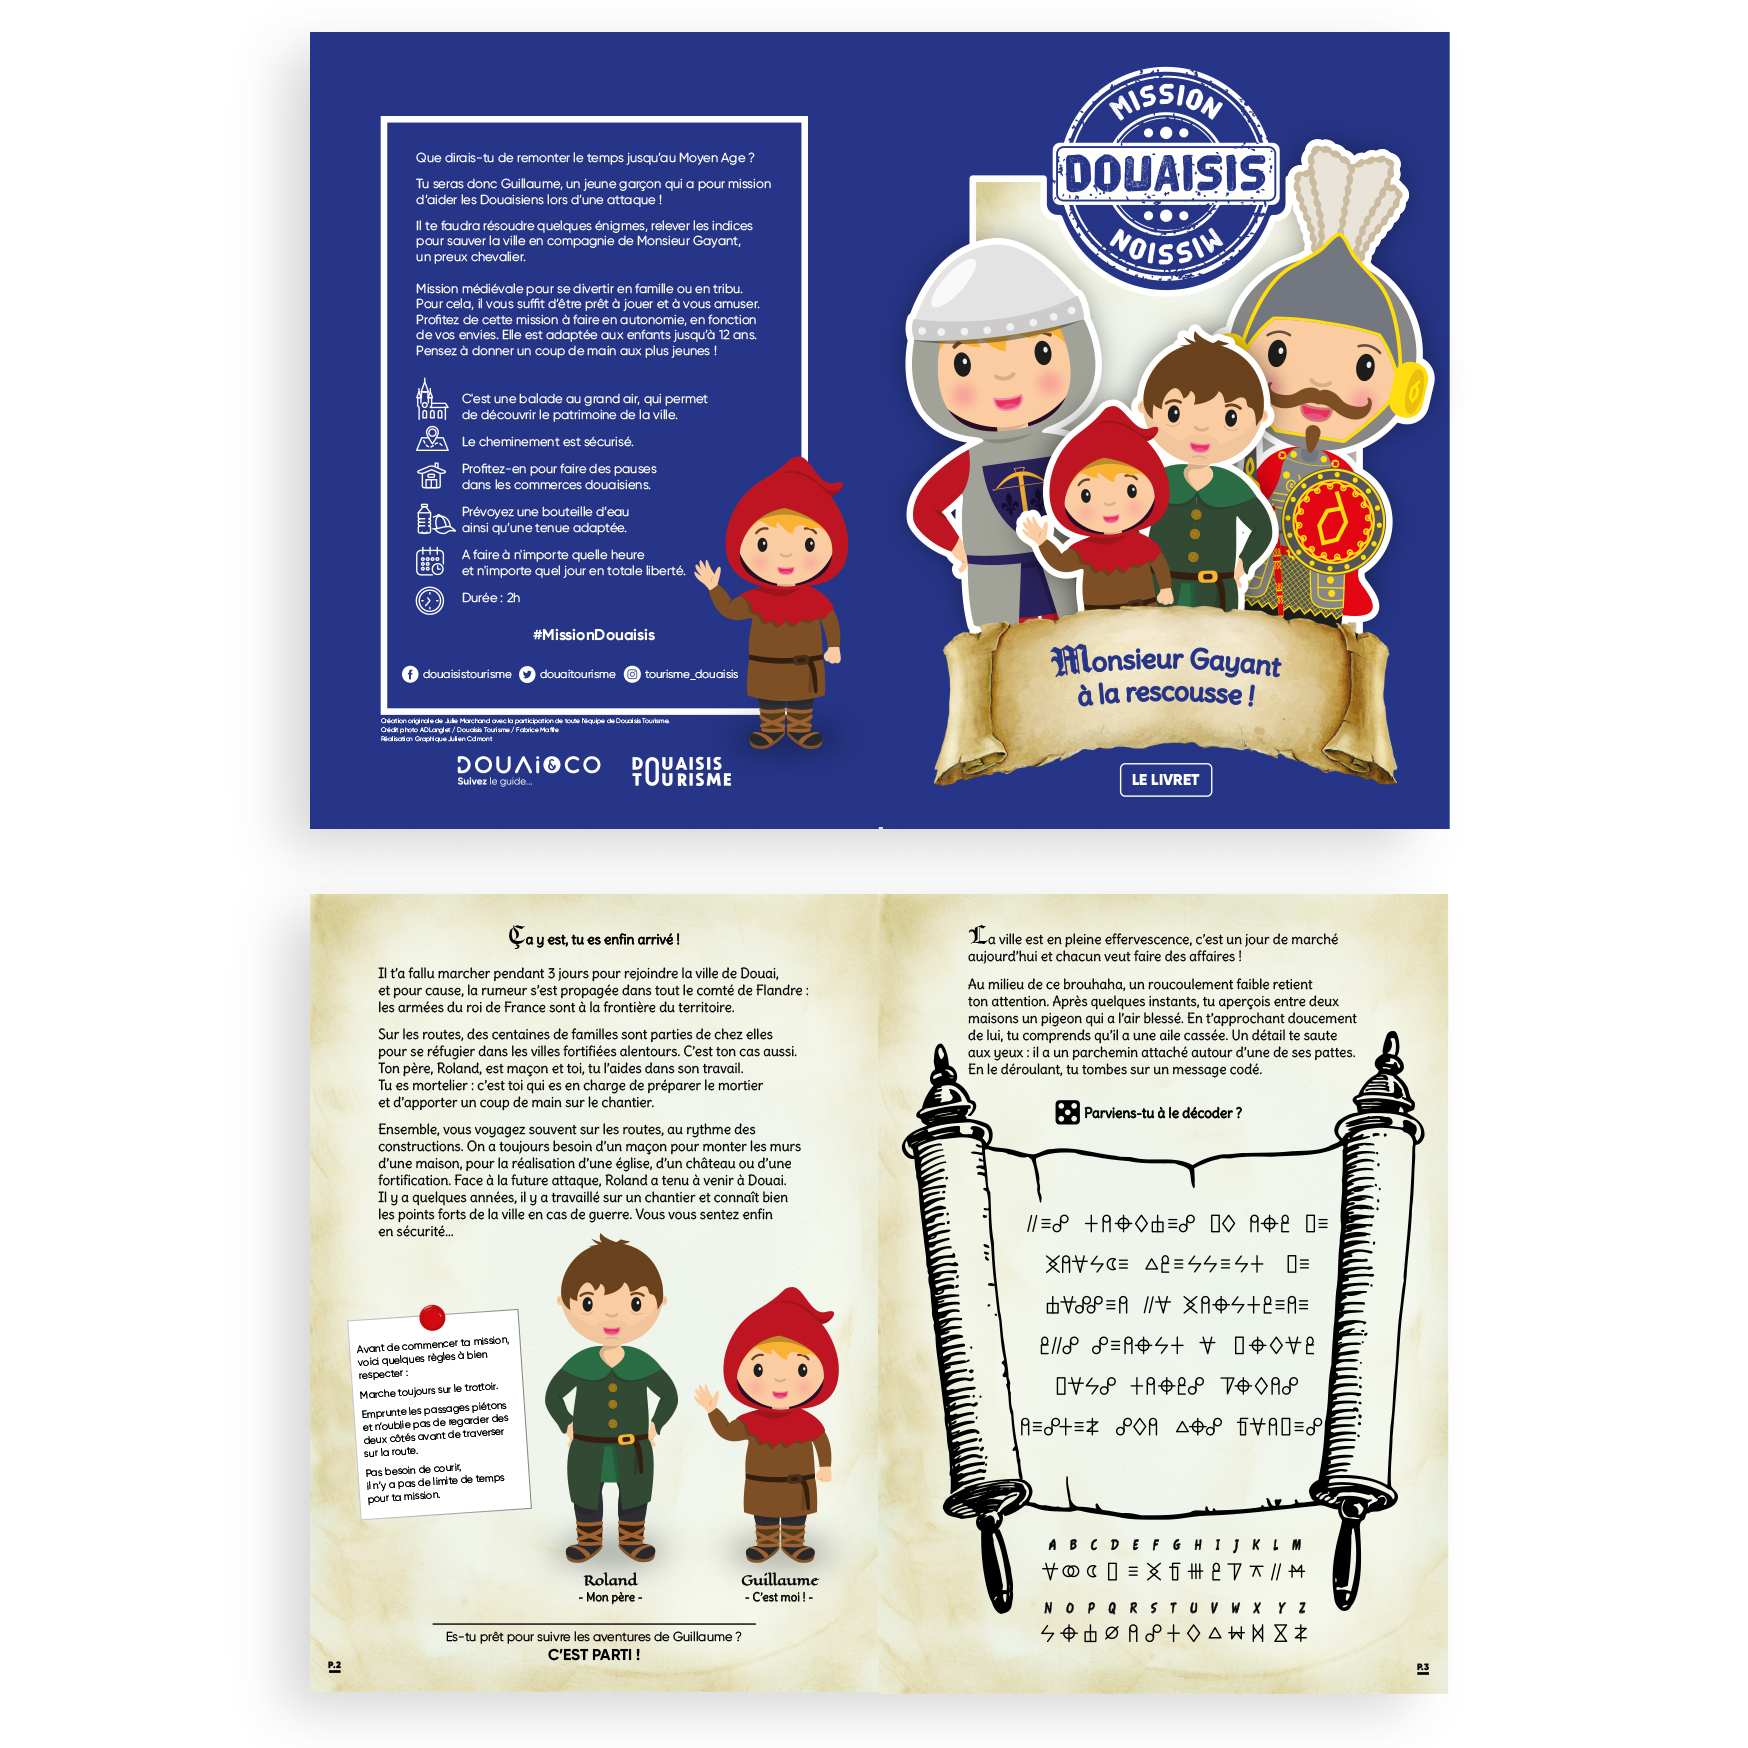 Que dirais-tu de remonter le temps jusqu'au Moyen Age ?
Tu seras donc Guillaume, un jeune garçon qui a pour mission
d'aider les Douaisiens lors d'une attaque !
Il te faudra résoudre quelques énigmes, relever les indices
pour sauver la ville en compagnie de Monsieur Gayant,
un preux chevalier.
Mission médiévale pour se divertir en famille ou en tribu.
Pour cela, il vous suffit d'être prêt à jouer et à vous amuser.
Profitez de cette mission à faire en autonomie, en fonction
de vos envies. Elle est adaptée aux enfants jusqu'à 12 ans.
Pensez à donner un coup de main aux plus jeunes !
C'est une balade au grand air, qui permet
de découvrir le patrimoine de la ville.
Le cheminement est sécurisé.
Profitez-en pour faire des pauses
dans les commerces douaisiens.
Prévoyez une bouteille d'eau
ainsi qu'une tenue adaptée.
A faire à n'importe quelle heure
et n'importe quel jour en totale liberté.
Durée : 2h
#MissionDouaisis
douaisistourisme douaitourisme tourisme_douaisis
Création originale de Julie Marchand avec la participation de toute l'équipe de Douaisis Tourisme.
Crédit photo ADLanglet / Douaisis Tourisme / Fabrice
Réalisation Graphique Julien
DOUAi&CO
Suivez le guide...
DOUAISIS
TOURISME
MISSION
DOUAISIS
MISSION
Monsieur Gayant
à la rescousse !
LE LIVRET
Ça y est, tu es enfin arrivé !
Il t'a fallu marcher pendant 3 jours pour rejoindre la ville de Douai,
et pour cause, la rumeur s'est propagée dans tout le comté de Flandre :
les armées du roi de France sont à la frontière du territoire.
Sur les routes, des centaines de familles sont parties de chez elles
pour se réfugier dans les villes fortifiées alentours. C'est ton cas aussi.
Ton père, Roland, est maçon et toi, tu l'aides dans son travail.
Tu es mortelier : c'est toi qui es en charge de préparer le mortier
et d'apporter un coup de main sur le chantier.
Ensemble, vous voyagez souvent sur les routes, au rythme des
constructions. On a toujours besoin d'un maçon pour monter les murs
d'une maison, pour la réalisation d'une église, d'un château ou d'une
fortification. Face à la future attaque, Roland a tenu à venir à Douai.
Il y a quelques années, il y a travaillé sur un chantier et connaît bien
les points forts de la ville en cas de guerre. Vous vous sentez enfin
en sécurité...
Avant de commencer ta mission,
voici quelques règles à bien
respecter :
Marche toujours sur le trottoir.
Emprunte les passages piétons
et n'oublie pas de regarder des
deux côtés avant de traverser
sur la route.
Pas besoin de courir,
il n'y a pas de limite de temps
pour ta mission.
Roland
- Mon père -
Guillaume
- C'est moi ! -
Es-tu prêt pour suivre les aventures de Guillaume ?
C'EST PARTI !
P.2
La ville est en pleine effervescence, c'est un jour de marché
aujourd'hui et chacun veut faire des affaires !
Au milieu de ce brouhaha, un roucoulement faible retient
ton attention. Après quelques instants, tu aperçois entre deux
maisons un pigeon qui a l'air blessé. En t'approchant doucement
de lui, tu comprends qu'il a une aile cassée. Un détail te saute
aux yeux : il a un parchemin attaché autour d'une de ses pattes.
En le déroulant, tu tombes sur un message codé.
Parviens-tu à le décoder ?
A B C D E F G H I J K L M
N O P Q R S T U V W X Y Z
P.3